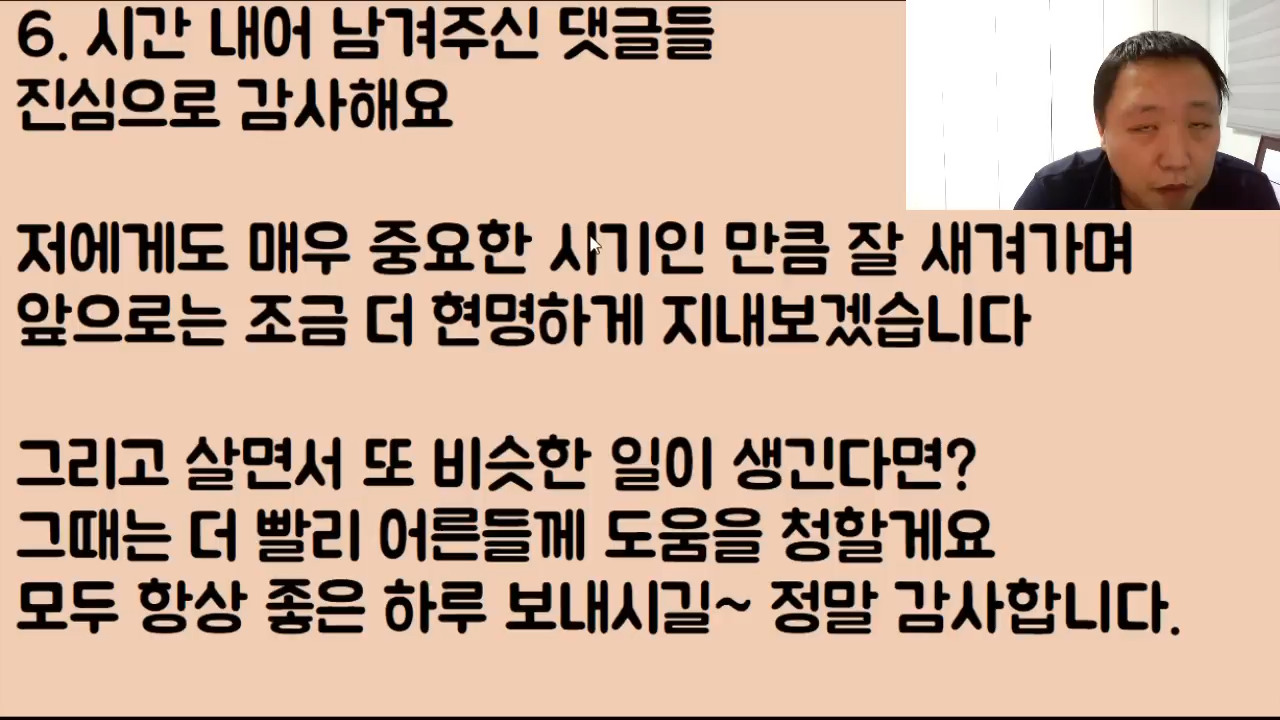 6. 시간 내어 남겨주신 댓글들
진심으로 감사해요
저에게도 매우 중요한 시기인 만큼 잘 새겨가며
앞으로는 조금 더 현명하게 지내보겠습니다
그리고 살면서 또 비슷한 일이 생긴다면?
그때는 더 빨리 어른들께 도움을 청할게요
모두 항상 좋은 하루 보내시길~ 정말 감사합니다.